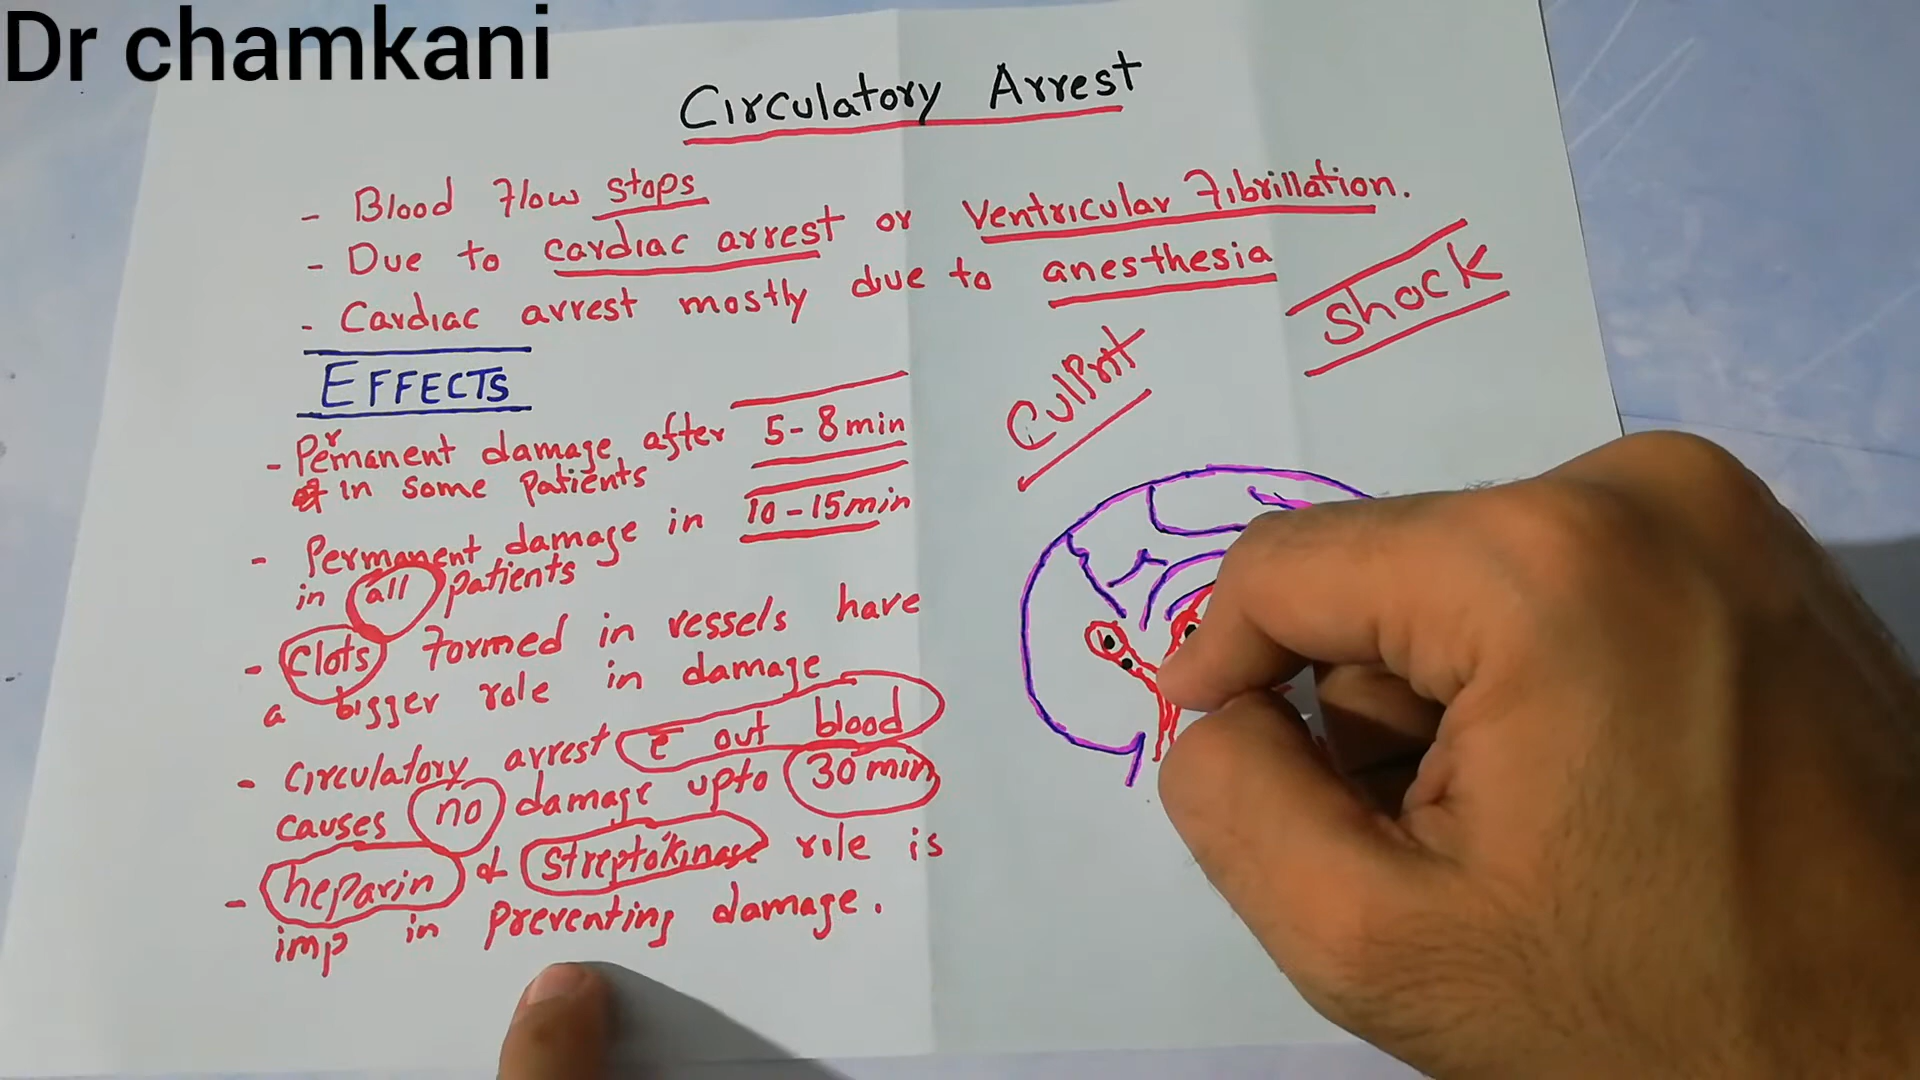 Dr chamkani
Circulatory Arrest
- Blood flow stops
- Due to cardiac arrest or ventricular fibrillation.
- Cardiac arrest mostly due to anesthesia
Shock
Culprit
EFFECTS
- Permanent damage after 5-8 min
in some patients
- Permanent damage in 10-15min
in all patients
- Clots formed in vessels have
a bigger role in damage
- Circulatory arrest c̄ out blood
causes no damage upto 30 min
- heparin & streptokinase role is
imp in preventing damage.